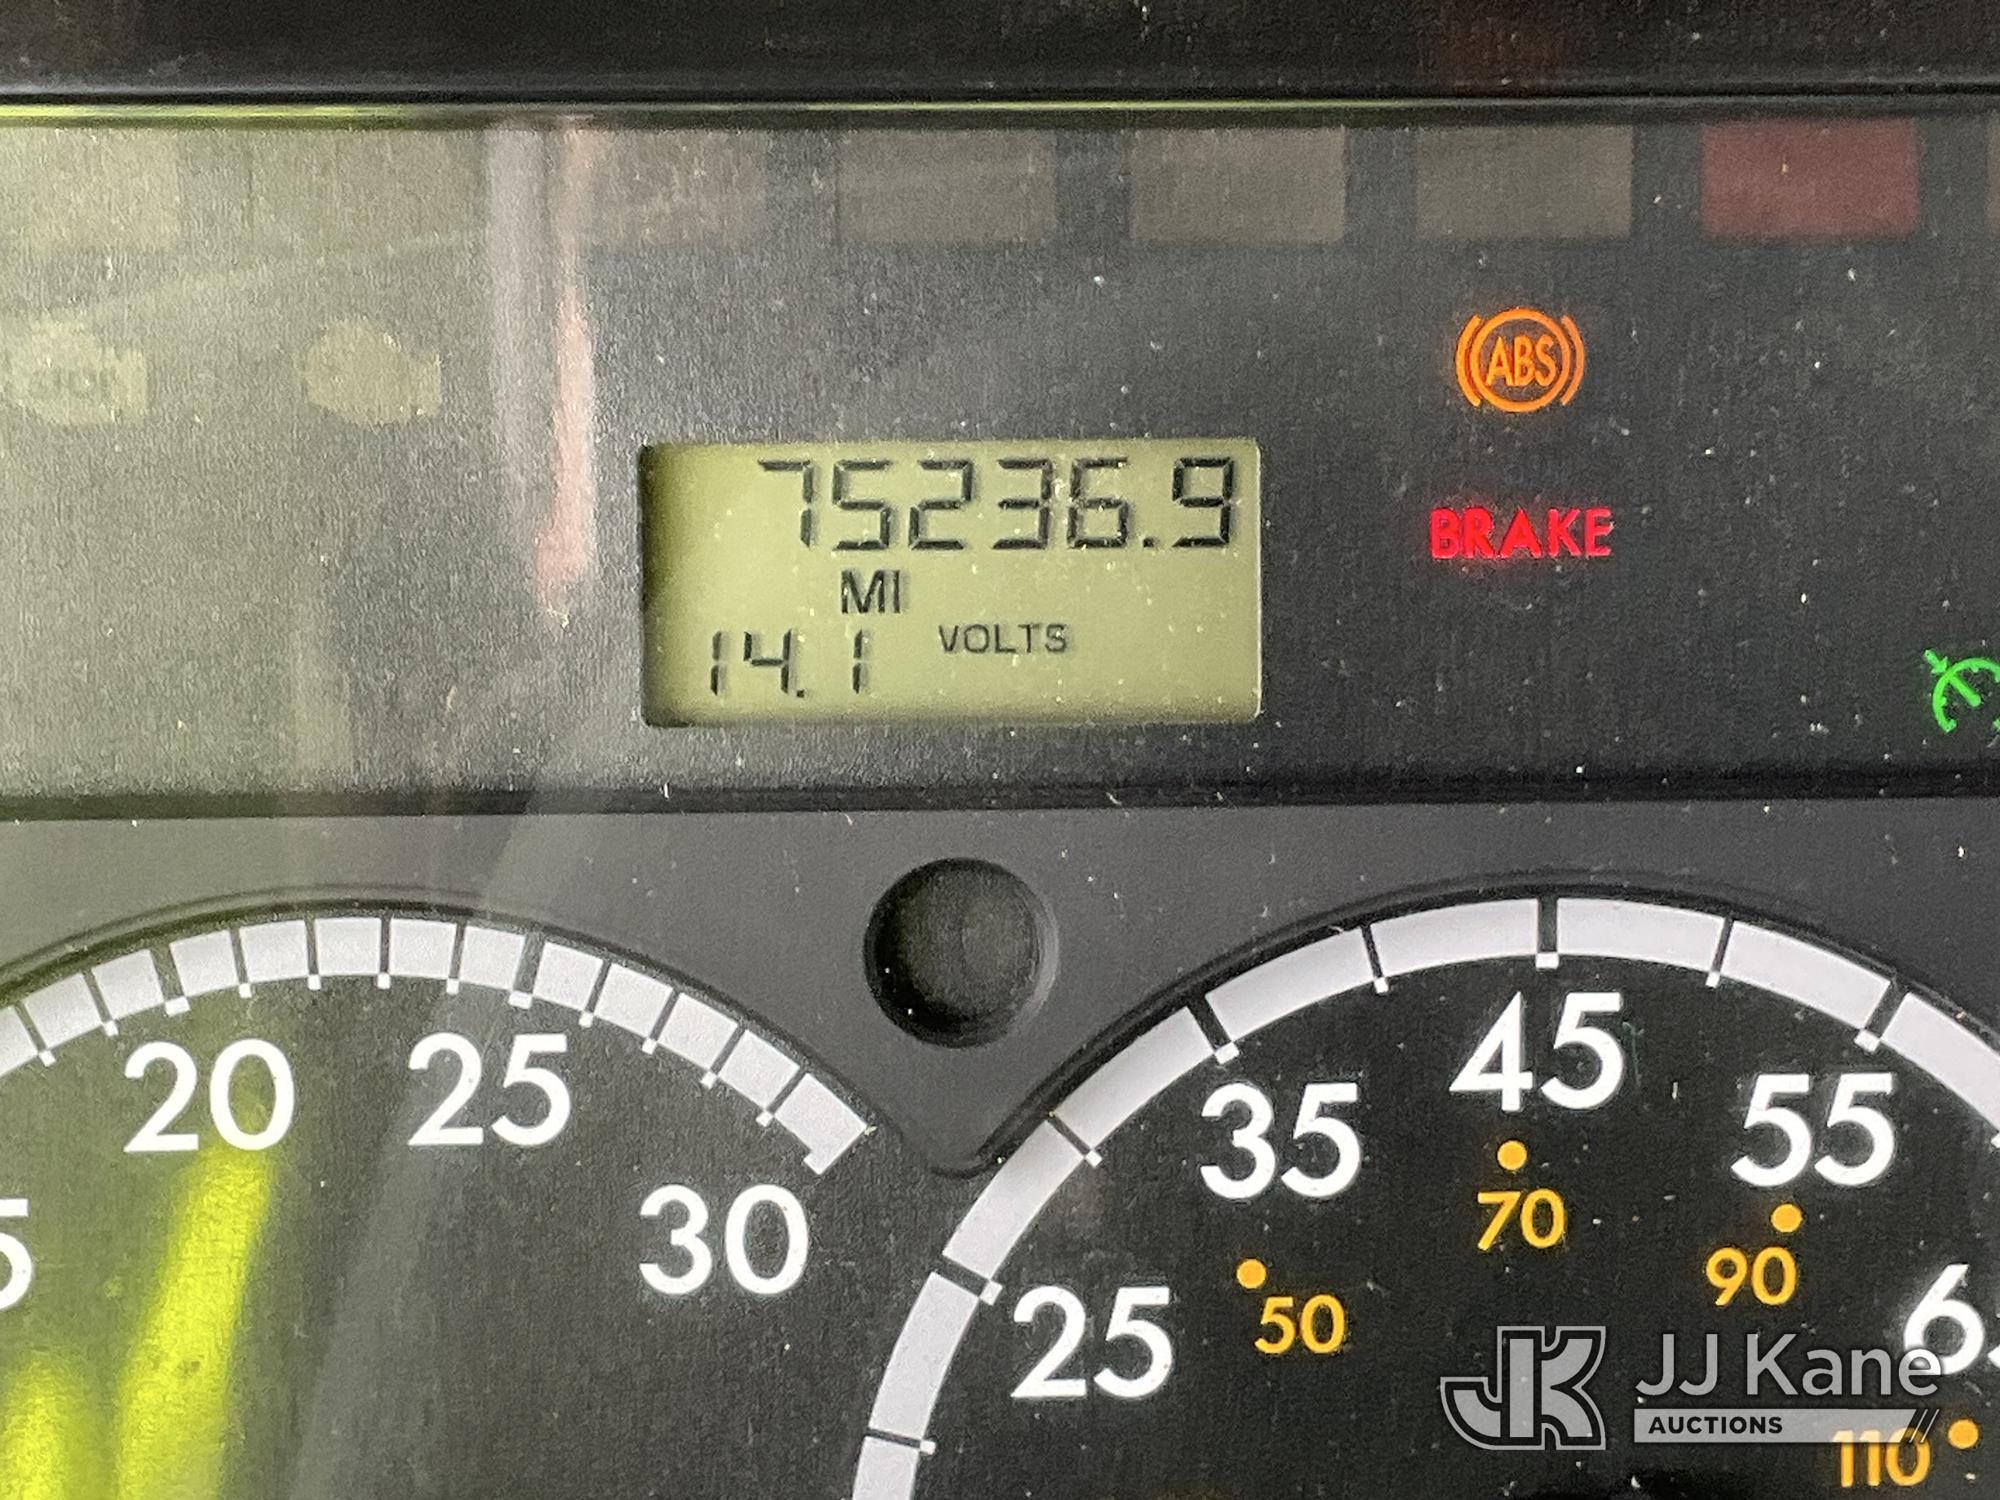 ABS
75236.9
BRAKE
MI
14.1 VOLTS
20 25 30
25 35 45 55
50 70 90 110
JJ Kane
AUCTIONS